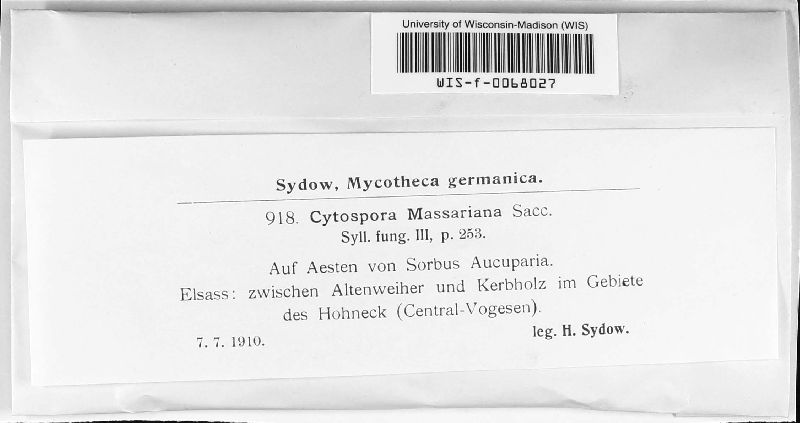 University of Wisconsin-Madison (WIS)
WIS-f-0068027
Sydow, Mycotheca germanica.
918. Cytospora Massariana Sacc.
Syll. fung. III, p. 253.
Auf Aesten von Sorbus Aucuparia.
Elsass: zwischen Altenweiher und Kerbholz im Gebiete
des Hohneck (Central-Vogesen).
7. 7. 1910.
leg. H. Sydow.